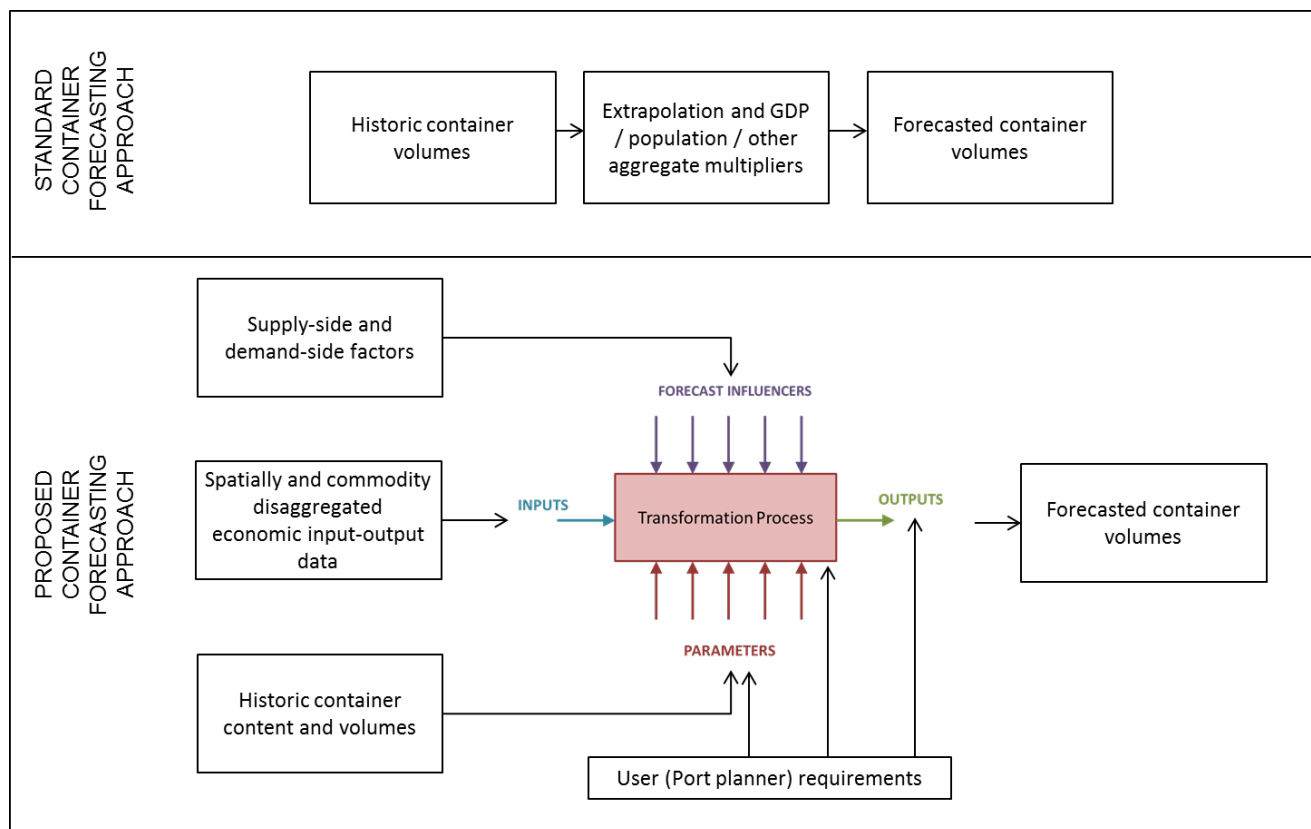 STANDARD
CONTAINER
FORECASTING
APPROACH
Historic container
volumes
Extrapolation and GDP
/ population / other
aggregate multipliers
Forecasted container
volumes
PROPOSED
CONTAINER
FORECASTING
APPROACH
Supply-side and
demand-side factors
FORECAST INFLUENCERS
Spatially and commodity
disaggregated
economic input-output
data
INPUTS
Transformation Process
OUTPUTS
Forecasted container
volumes
PARAMETERS
Historic container
content and volumes
User (Port planner) requirements